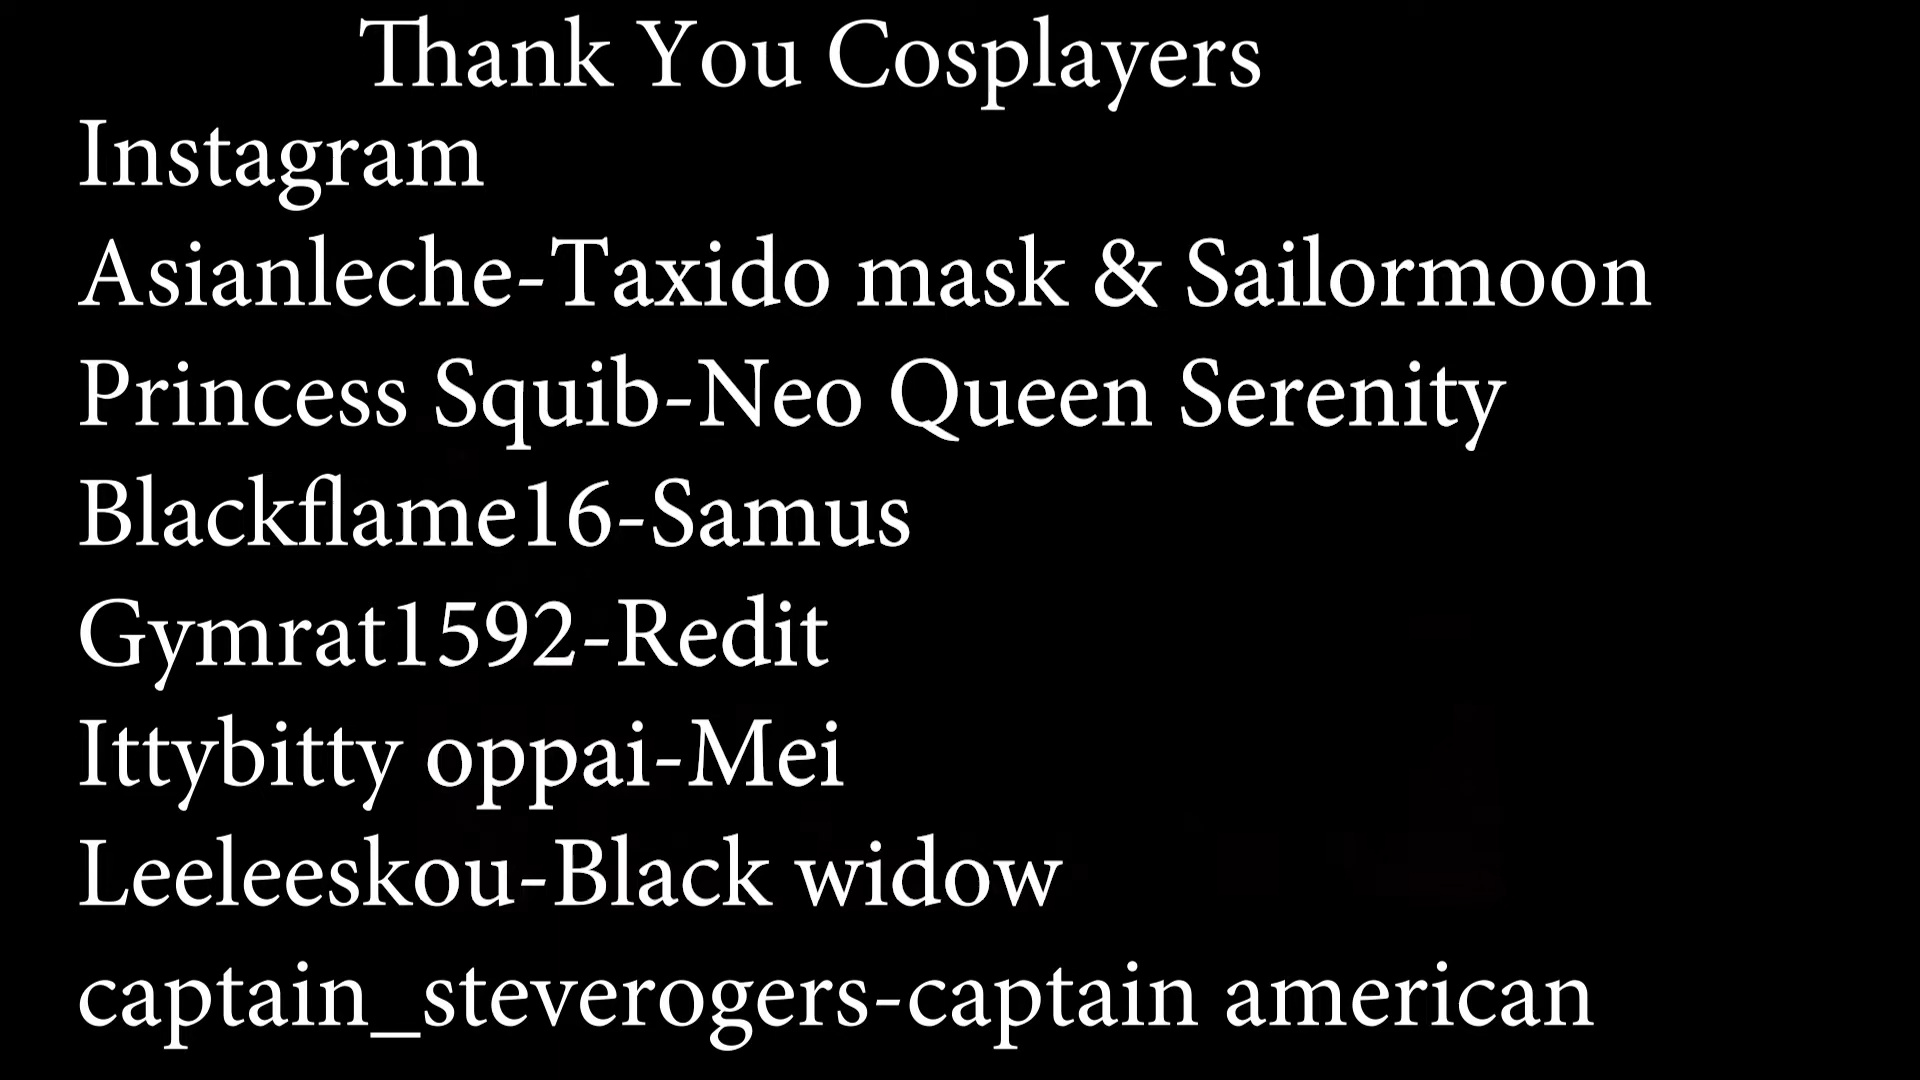 Thank You Cosplayers
Instagram
Asianleche-Taxido mask & Sailormoon
Princess Squib-Neo Queen Serenity
Blackflame16-Samus
Gymrat1592-Redit
Ittybitty oppai-Mei
Leeleeskou-Black widow
captain_steverogers-captain american